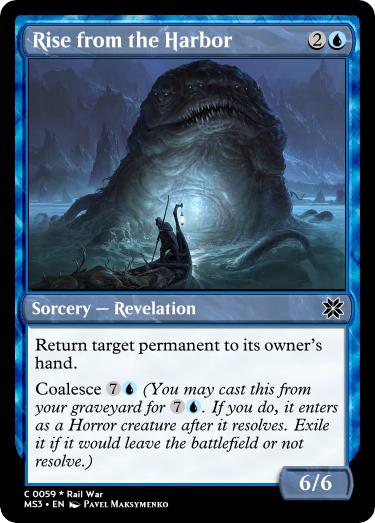 Rise from the Harbor 2
Sorcery — Revelation
Return target permanent to its owner's
hand.
Coalesce 7 (You may cast this from
your graveyard for 7. If you do, it enters
as a Horror creature after it resolves. Exile
it if it would leave the battlefield or not
resolve.)
6/6
C 0059 * Rail War
MS3 • EN Pavel Maksymenko